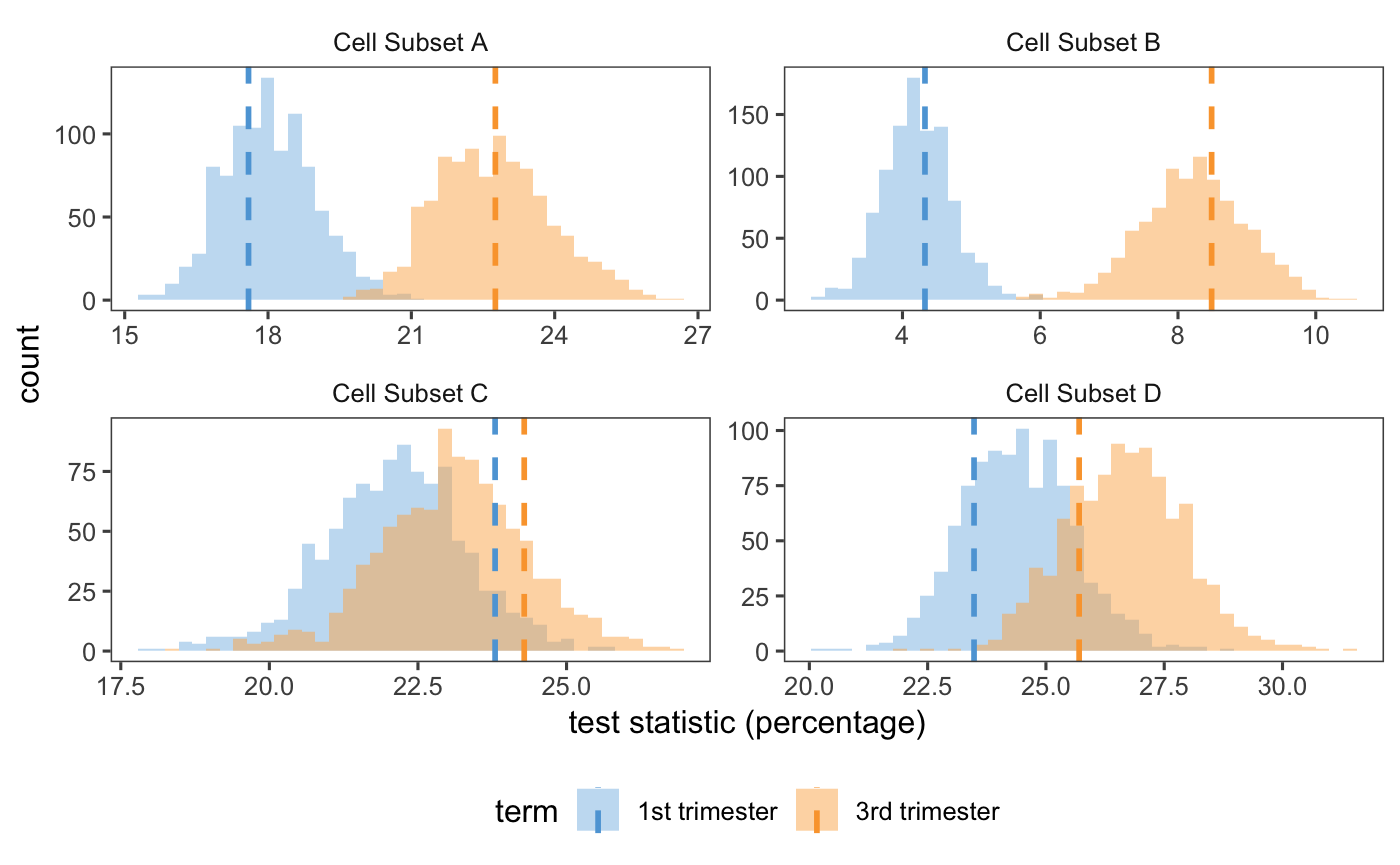 Cell Subset A
Cell Subset B
100
50
0
15 18 21 24 27
150
100
50
0
4 6 8 10
count
Cell Subset C
Cell Subset D
75
50
25
0
17.5 20.0 22.5 25.0
100
75
50
25
0
20.0 22.5 25.0 27.5 30.0
test statistic (percentage)
term 1st trimester 3rd trimester